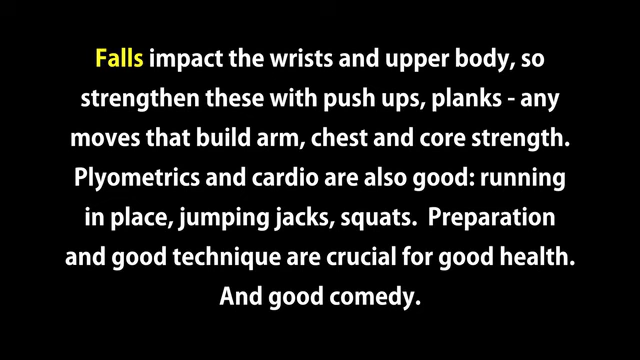 Falls impact the wrists and upper body, so
strengthen these with push ups, planks - any
moves that build arm, chest and core strength.
Plyometrics and cardio are also good: running
in place, jumping jacks, squats.  Preparation
and good technique are crucial for good health.
And good comedy.